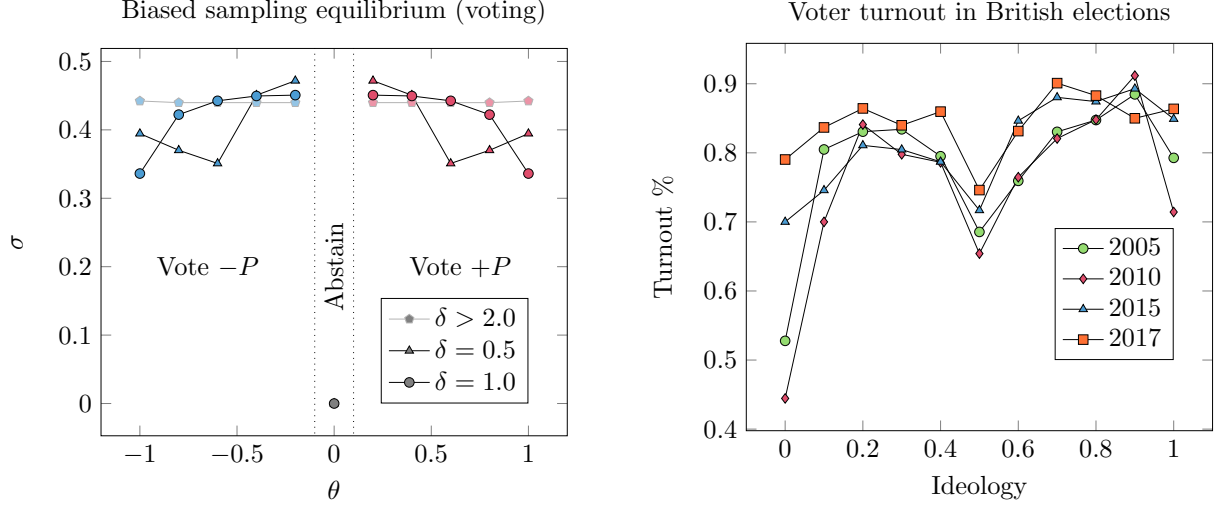 Biased sampling equilibrium (voting)
0.5
0.4
0.3
0.2
0.1
0
σ
Vote −P
Abstain
Vote +P
δ > 2.0
δ = 0.5
δ = 1.0
−1 −0.5 0 0.5 1
θ
Voter turnout in British elections
0.9
0.8
0.7
0.6
0.5
0.4
Turnout %
2005
2010
2015
2017
0 0.2 0.4 0.6 0.8 1
Ideology